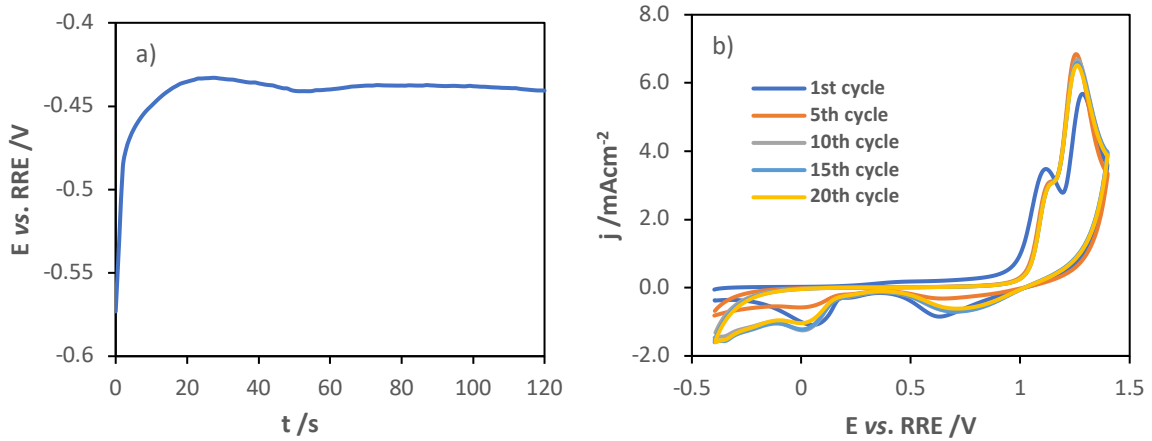 a)
-0.4
-0.45
-0.5
-0.55
-0.6
E vs. RRE /V
0
20
40
60
80
100
120
t /s
b)
8.0
6.0
4.0
2.0
0.0
-2.0
j /mAcm-2
1st cycle
5th cycle
10th cycle
15th cycle
20th cycle
-0.5
0
0.5
1
1.5
E vs. RRE /V